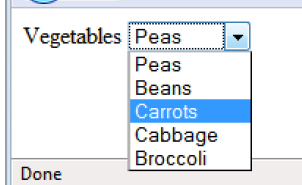 Vegetables Peas
Peas
Beans
Carrots
Cabbage
Broccoli
Done